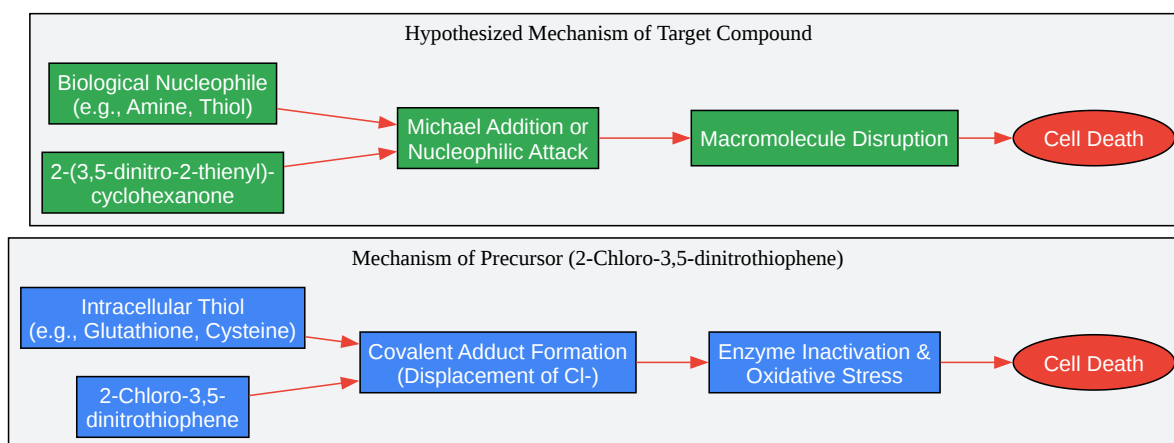 Hypothesized Mechanism of Target Compound
Biological Nucleophile
(e.g., Amine, Thiol)
2-(3,5-dinitro-2-thienyl)-
cyclohexanone
Michael Addition or
Nucleophilic Attack
Macromolecule Disruption
Cell Death
Mechanism of Precursor (2-Chloro-3,5-dinitrothiophene)
Intracellular Thiol
(e.g., Glutathione, Cysteine)
2-Chloro-3,5-
dinitrothiophene
Covalent Adduct Formation
(Displacement of Cl-)
Enzyme Inactivation &
Oxidative Stress
Cell Death